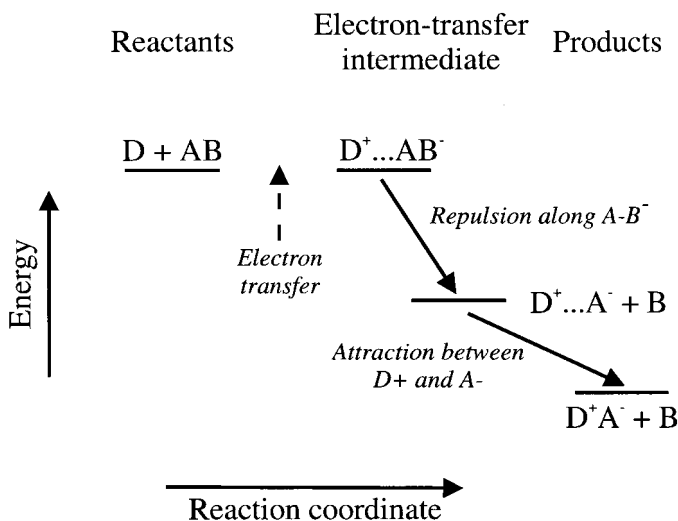 Reactants
Electron-transfer
intermediate
Products
D + AB
D⁺...AB⁻
Repulsion along A-B⁻
Electron
transfer
Energy
D⁺...A⁻ + B
Attraction between
D+ and A-
D⁺A⁻ + B
Reaction coordinate